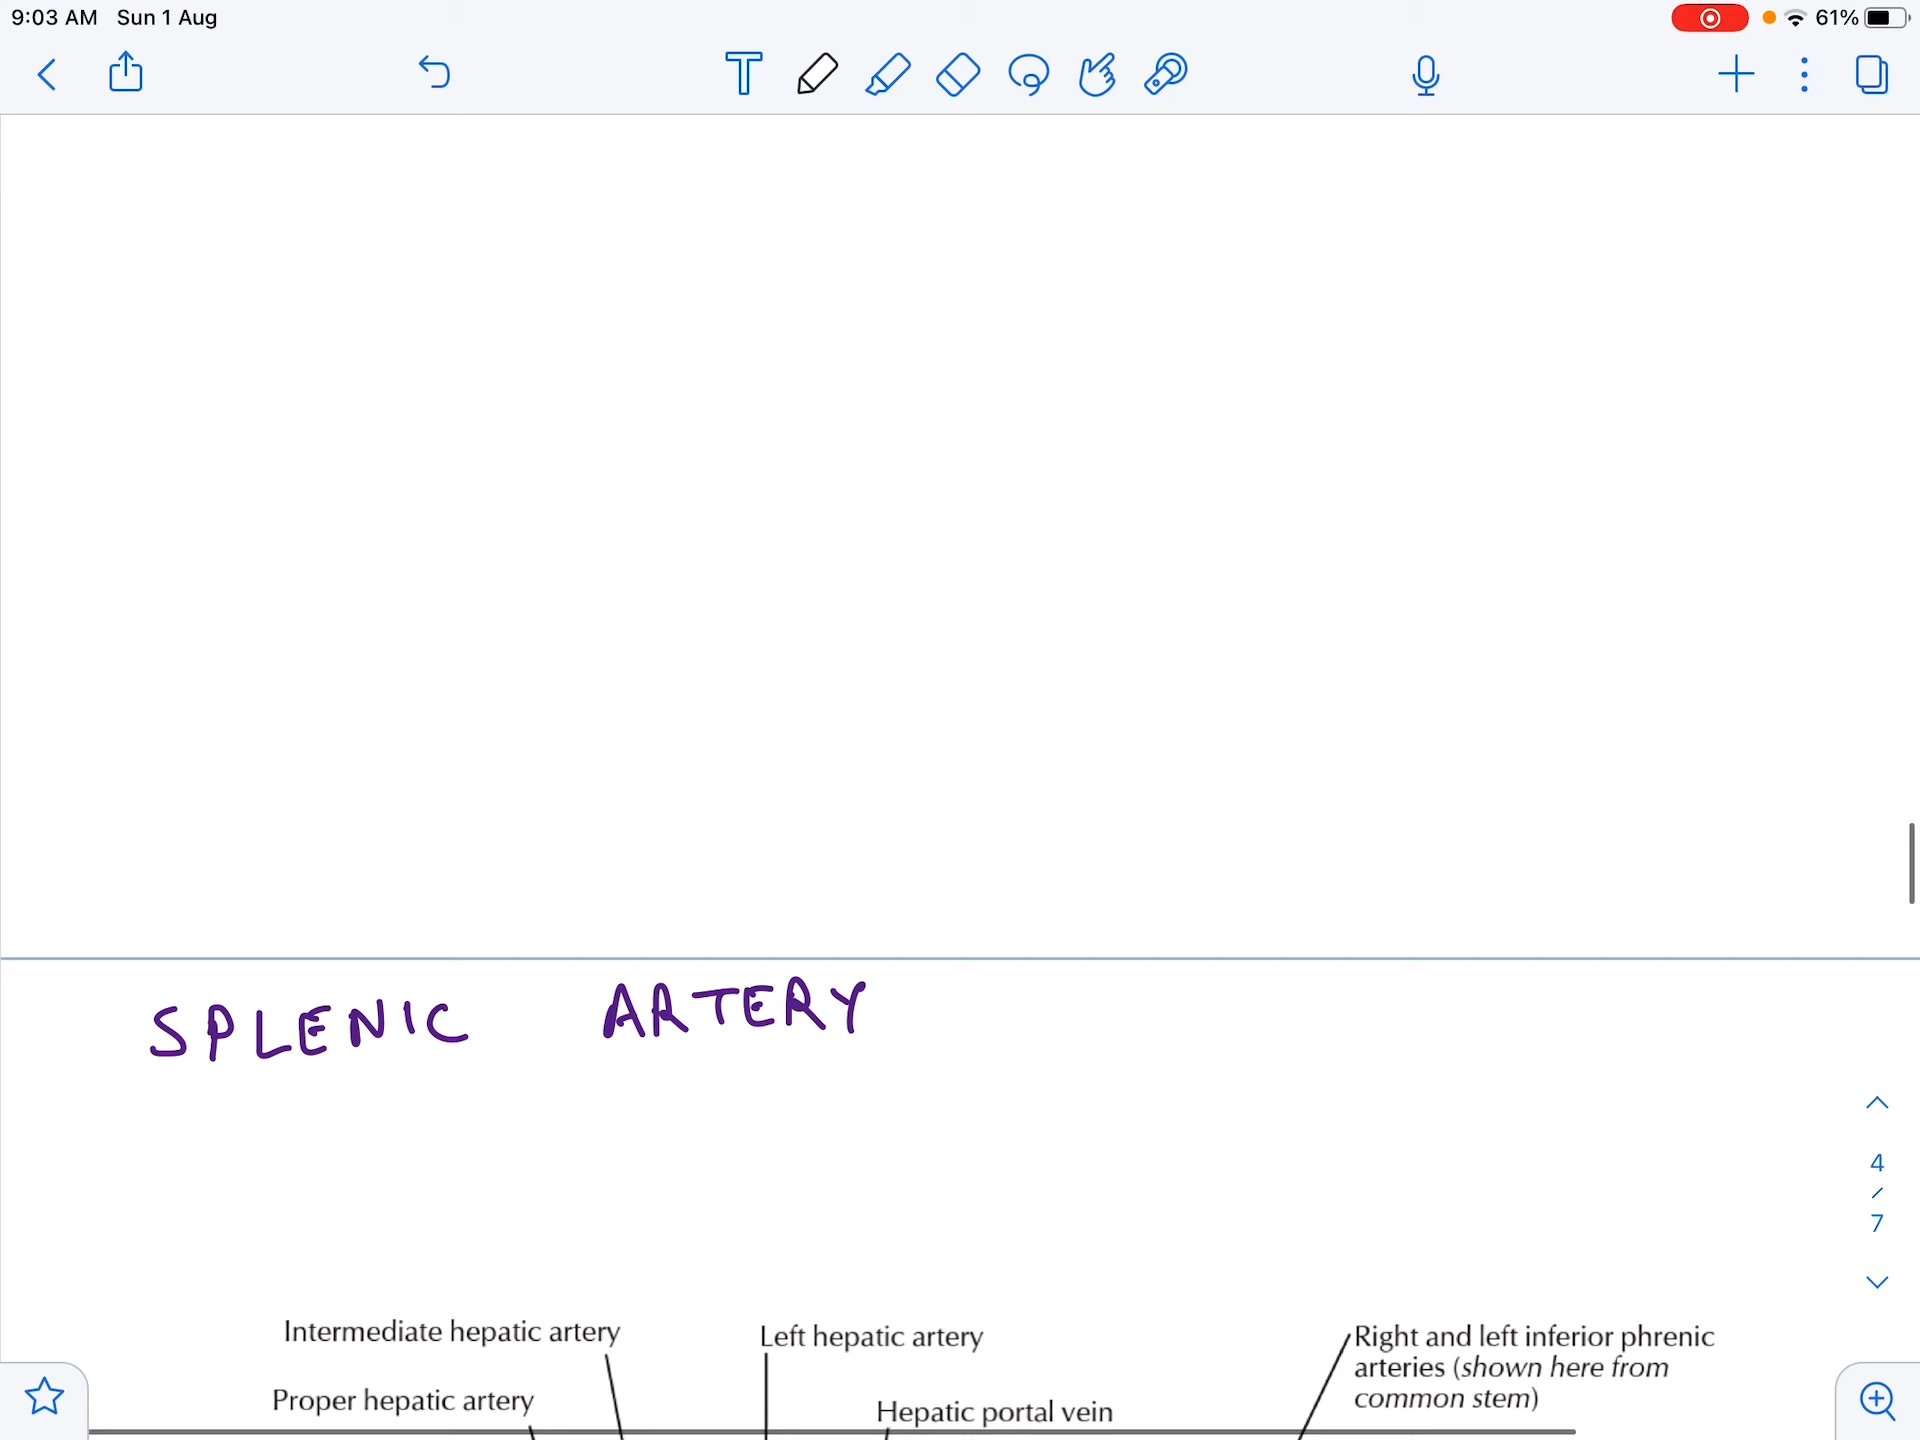 9:03 AM Sun 1 Aug
61%
SPLENIC ARTERY
4
/
7
Intermediate hepatic artery
Left hepatic artery
Right and left inferior phrenic
arteries (shown here from
common stem)
Proper hepatic artery
Hepatic portal vein